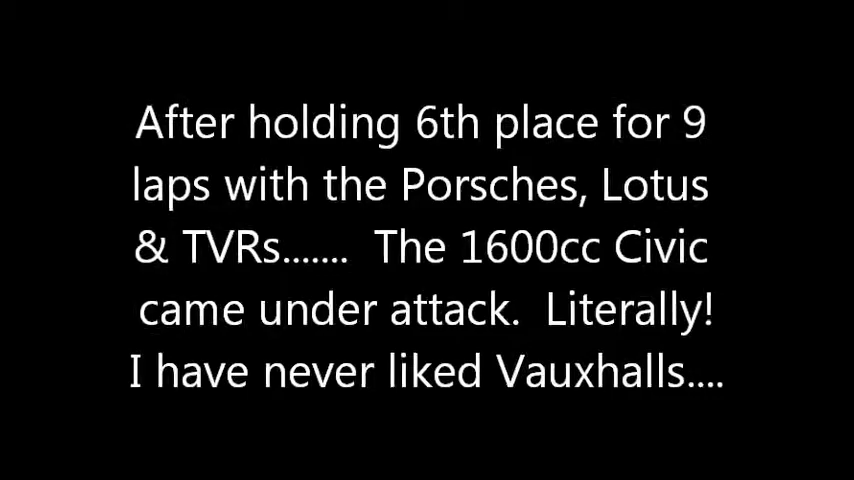 After holding 6th place for 9
laps with the Porsches, Lotus
& TVRs.......  The 1600cc Civic
came under attack.  Literally!
I have never liked Vauxhalls....